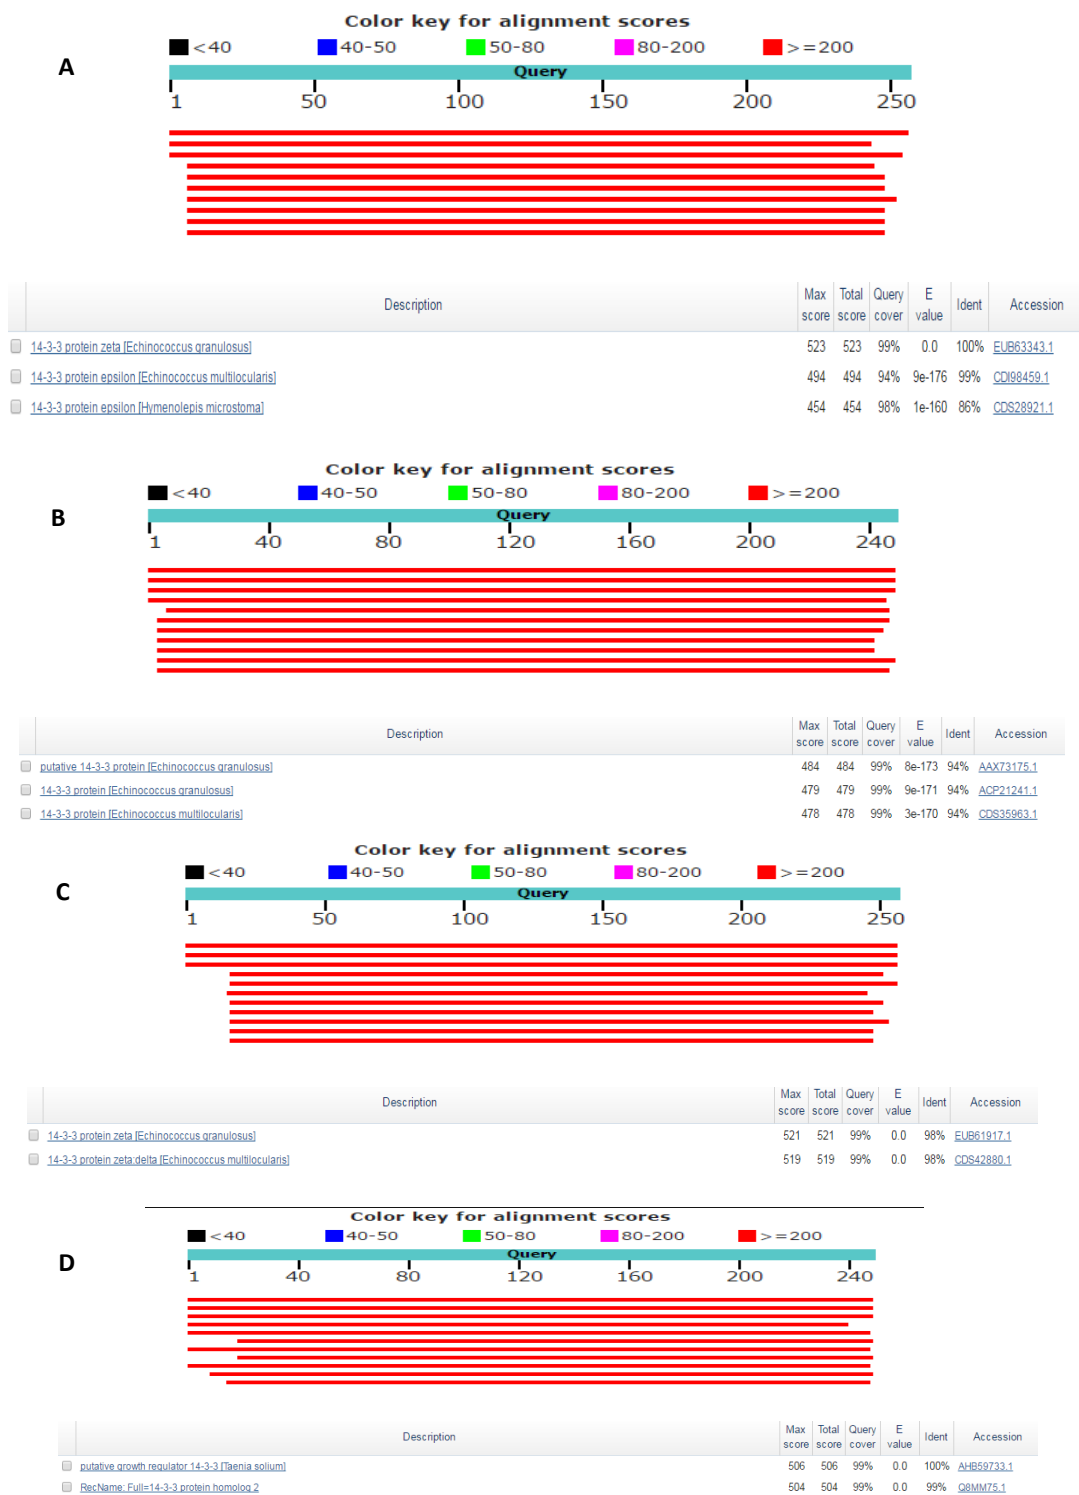 Color key for alignment scores
<40 40-50 50-80 80-200 >=200
A
Query
1 50 100 150 200 250
Description Max score Total score Query cover E value Ident Accession
14-3-3 protein zeta [Echinococcus granulosus] 523 523 99% 0.0 100% EUB63343.1
14-3-3 protein epsilon [Echinococcus multilocularis] 494 494 94% 9e-176 99% CDI98459.1
14-3-3 protein epsilon [Hymenolepis microstoma] 454 454 98% 1e-160 86% CDS28921.1
Color key for alignment scores
<40 40-50 50-80 80-200 >=200
B
Query
1 40 80 120 160 200 240
Description Max score Total score Query cover E value Ident Accession
putative 14-3-3 protein [Echinococcus granulosus] 484 484 99% 8e-173 94% AAX73175.1
14-3-3 protein [Echinococcus granulosus] 479 479 99% 9e-171 94% ACP21241.1
14-3-3 protein [Echinococcus multilocularis] 478 478 99% 3e-170 94% CDS35963.1
Color key for alignment scores
<40 40-50 50-80 80-200 >=200
C
Query
1 50 100 150 200 250
Description Max score Total score Query cover E value Ident Accession
14-3-3 protein zeta [Echinococcus granulosus] 521 521 99% 0.0 98% EUB61917.1
14-3-3 protein zeta:delta [Echinococcus multilocularis] 519 519 99% 0.0 98% CDS42880.1
Color key for alignment scores
<40 40-50 50-80 80-200 >=200
D
Query
1 40 80 120 160 200 240
Description Max score Total score Query cover E value Ident Accession
putative growth regulator 14-3-3 [Taenia solium] 506 506 99% 0.0 100% AHB59733.1
RecName: Full=14-3-3 protein homolog 2 504 504 99% 0.0 99% Q8MM75.1